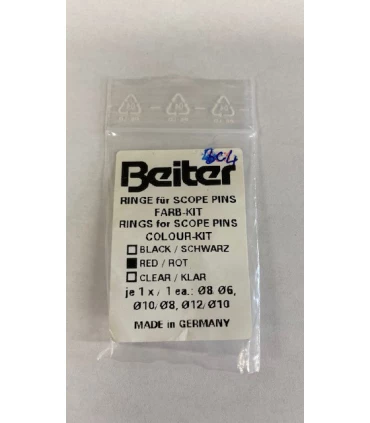 BC4
Beiter
RINGE für SCOPE PINS
FARB-KIT
RINGS for SCOPE PINS
COLOUR-KIT
BLACK / SCHWARZ
RED / ROT
CLEAR / KLAR
je 1 x / 1 ea.: Ø8/Ø6,
Ø10/Ø8, Ø12/Ø10
MADE in GERMANY